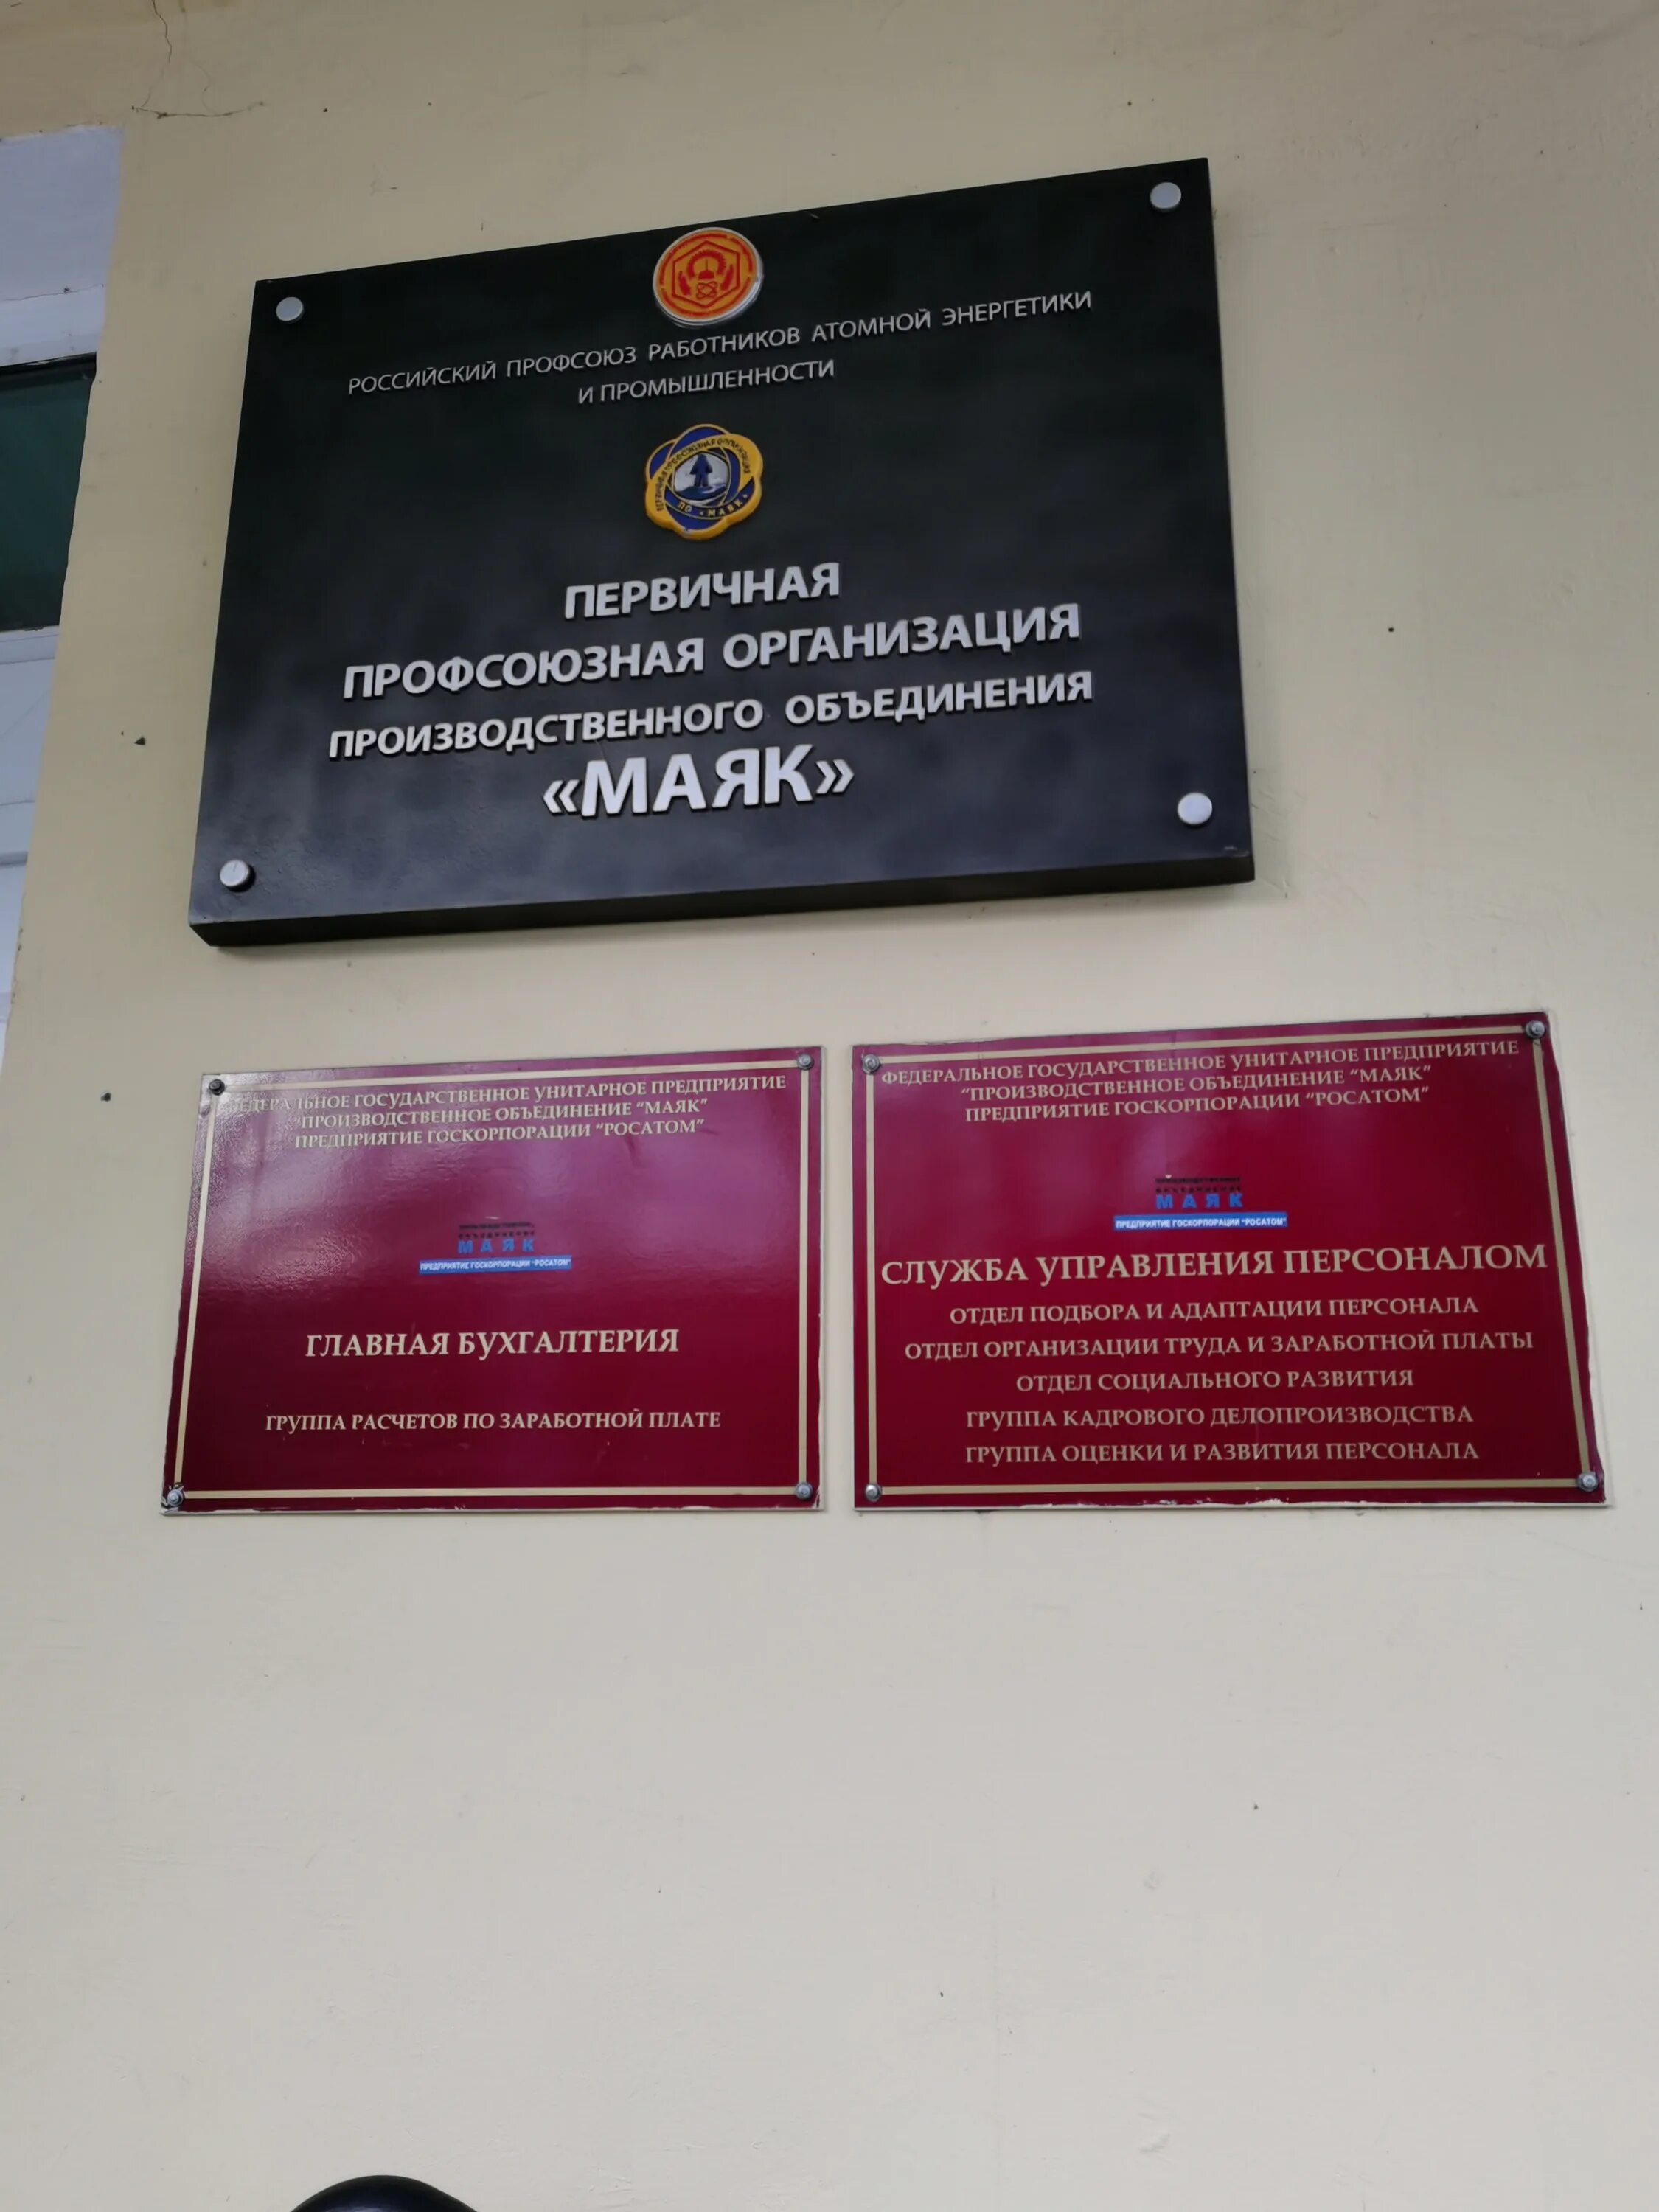 РОССИЙСКИЙ ПРОФСОЮЗ РАБОТНИКОВ АТОМНОЙ ЭНЕРГЕТИКИ
И ПРОМЫШЛЕННОСТИ
ПО «МАЯК»
ПЕРВИЧНАЯ
ПРОФСОЮЗНАЯ ОРГАНИЗАЦИЯ
ПРОИЗВОДСТВЕННОГО ОБЪЕДИНЕНИЯ
«МАЯК»
ФЕДЕРАЛЬНОЕ ГОСУДАРСТВЕННОЕ УНИТАРНОЕ ПРЕДПРИЯТИЕ
"ПРОИЗВОДСТВЕННОЕ ОБЪЕДИНЕНИЕ "МАЯК"
ПРЕДПРИЯТИЕ ГОСКОРПОРАЦИИ "РОСАТОМ"
МАЯК
ПРЕДПРИЯТИЕ ГОСКОРПОРАЦИИ "РОСАТОМ"
ГЛАВНАЯ БУХГАЛТЕРИЯ
ГРУППА РАСЧЕТОВ ПО ЗАРАБОТНОЙ ПЛАТЕ
ФЕДЕРАЛЬНОЕ ГОСУДАРСТВЕННОЕ УНИТАРНОЕ ПРЕДПРИЯТИЕ
"ПРОИЗВОДСТВЕННОЕ ОБЪЕДИНЕНИЕ "МАЯК"
ПРЕДПРИЯТИЕ ГОСКОРПОРАЦИИ "РОСАТОМ"
МАЯК
ПРЕДПРИЯТИЕ ГОСКОРПОРАЦИИ "РОСАТОМ"
СЛУЖБА УПРАВЛЕНИЯ ПЕРСОНАЛОМ
ОТДЕЛ ПОДБОРА И АДАПТАЦИИ ПЕРСОНАЛА
ОТДЕЛ ОРГАНИЗАЦИИ ТРУДА И ЗАРАБОТНОЙ ПЛАТЫ
ОТДЕЛ СОЦИАЛЬНОГО РАЗВИТИЯ
ГРУППА КАДРОВОГО ДЕЛОПРОИЗВОДСТВА
ГРУППА ОЦЕНКИ И РАЗВИТИЯ ПЕРСОНАЛА